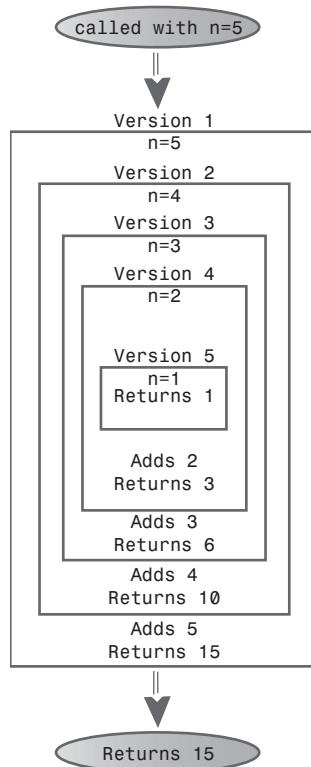 called with n=5
Version 1
n=5
Version 2
n=4
Version 3
n=3
Version 4
n=2
Version 5
n=1
Returns 1
Adds 2
Returns 3
Adds 3
Returns 6
Adds 4
Returns 10
Adds 5
Returns 15
Returns 15